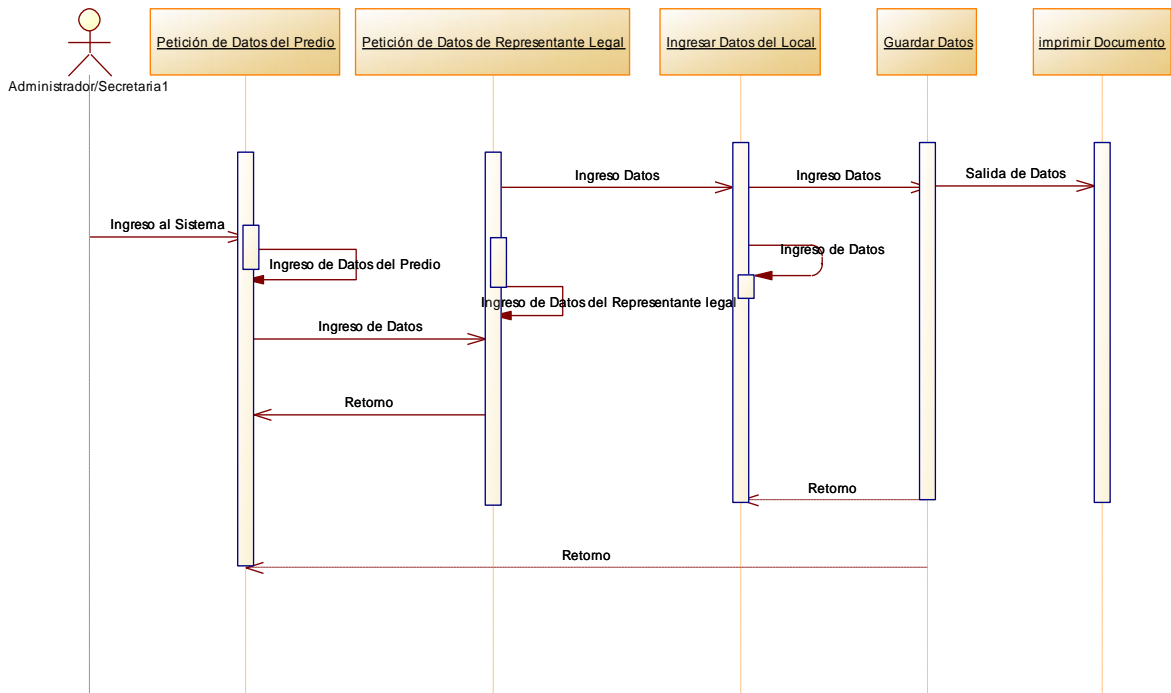 Administrador/Secretaria1
Petición de Datos del Predio
Petición de Datos de Representante Legal
Ingresar Datos del Local
Guardar Datos
imprimir Documento
Ingreso Datos
Ingreso Datos
Salida de Datos
Ingreso al Sistema
Ingreso de Datos del Predio
Ingreso de Datos
Ingreso de Datos del Representante legal
Ingreso de Datos
Retorno
Retorno
Retorno